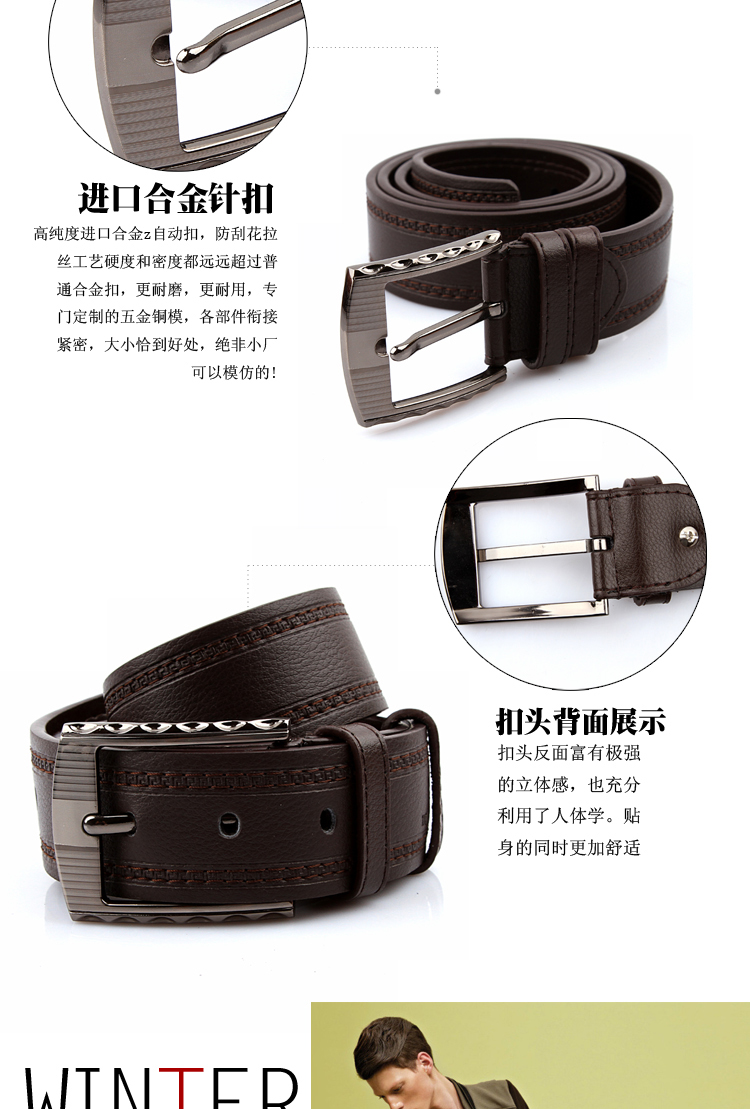 进口合金针扣
高纯度进口合金z自动扣，防刮花拉
丝工艺硬度和密度都远远超过普
通合金扣，更耐磨，更耐用，专
门定制的五金铜模，各部件衔接
紧密，大小恰到好处，绝非小厂
可以模仿的!
扣头背面展示
扣头反面富有极强
的立体感，也充分
利用了人体学。贴
身的同时更加舒适
WINTER